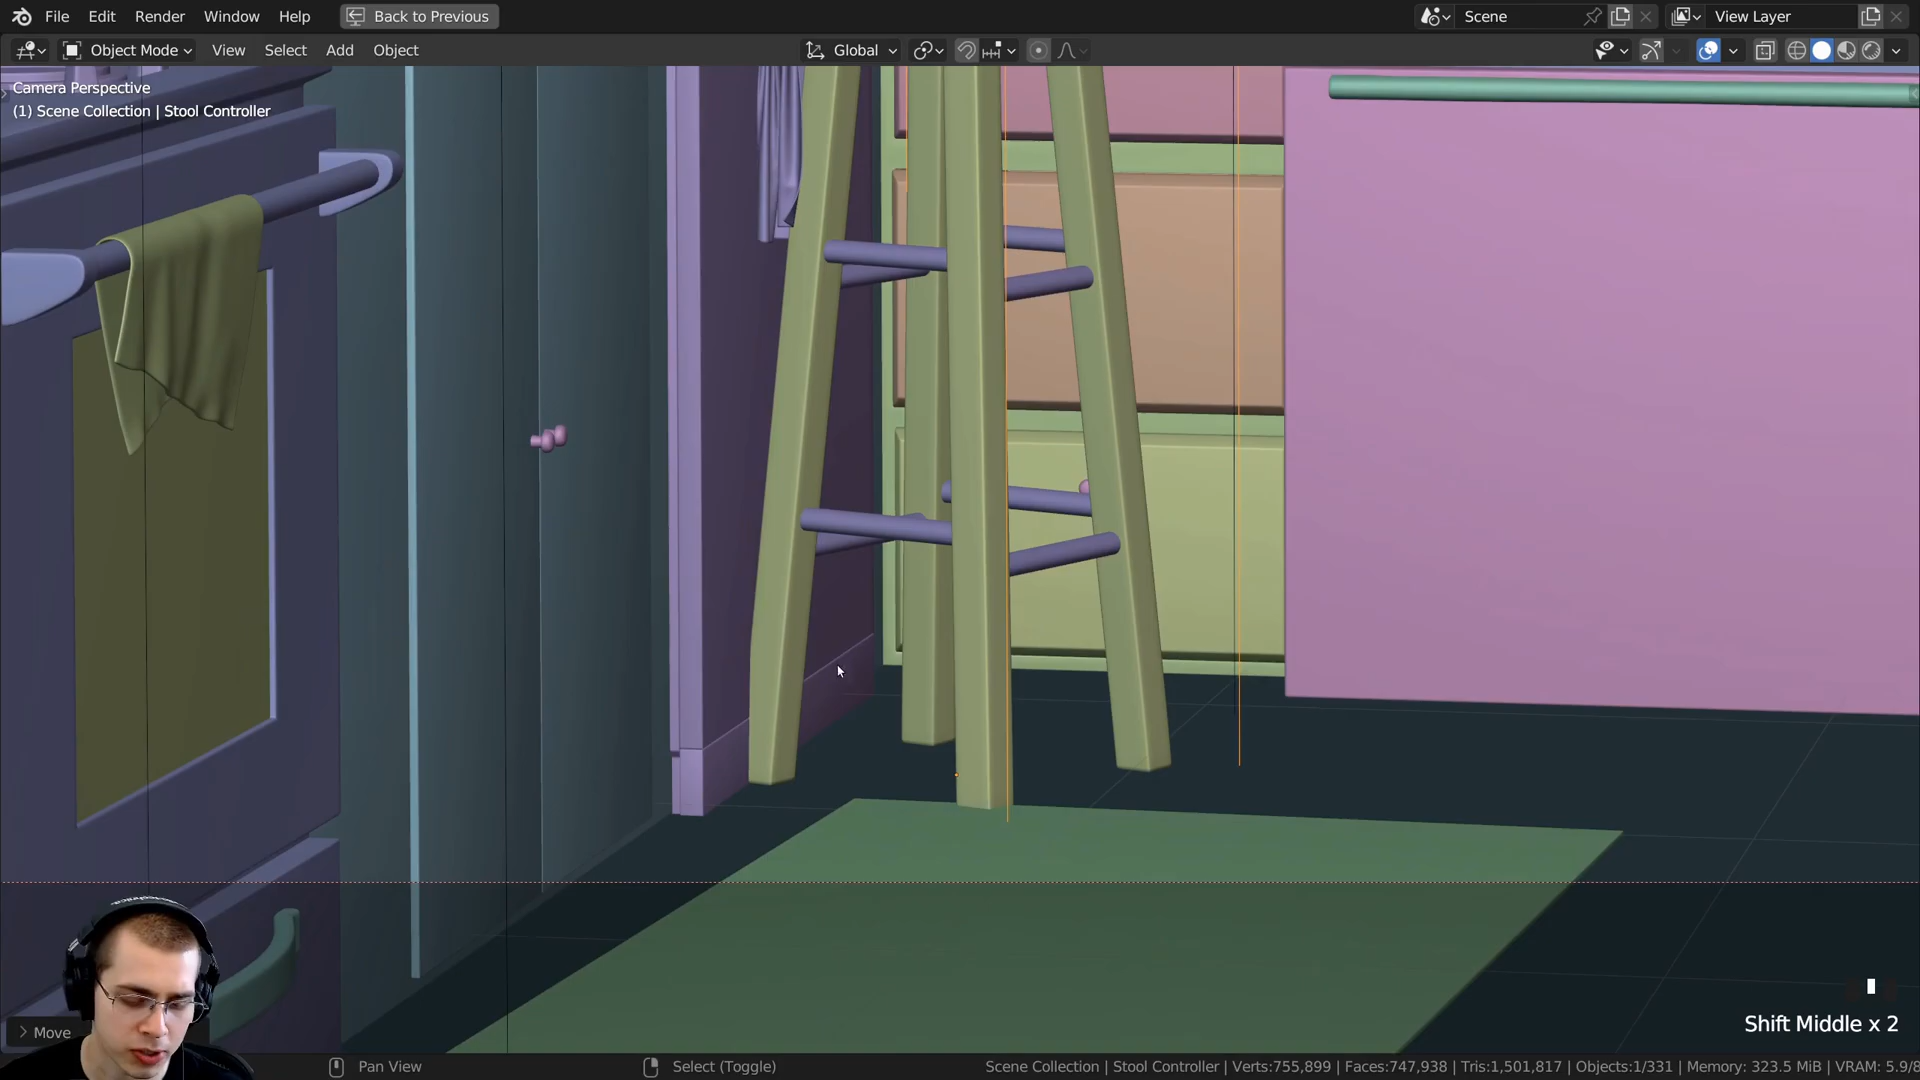 File Edit Render Window Help Back to Previous Scene View Layer
Object Mode View Select Add Object Global
Camera Perspective
(1) Scene Collection | Stool Controller
Shift Middle x 2
Move
Pan View Select (Toggle) Scene Collection | Stool Controller | Verts:755,899 | Faces:747,938 | Tris:1,501,817 | Objects:1/331 | Memory: 323.5 MiB | VRAM: 5.9/8